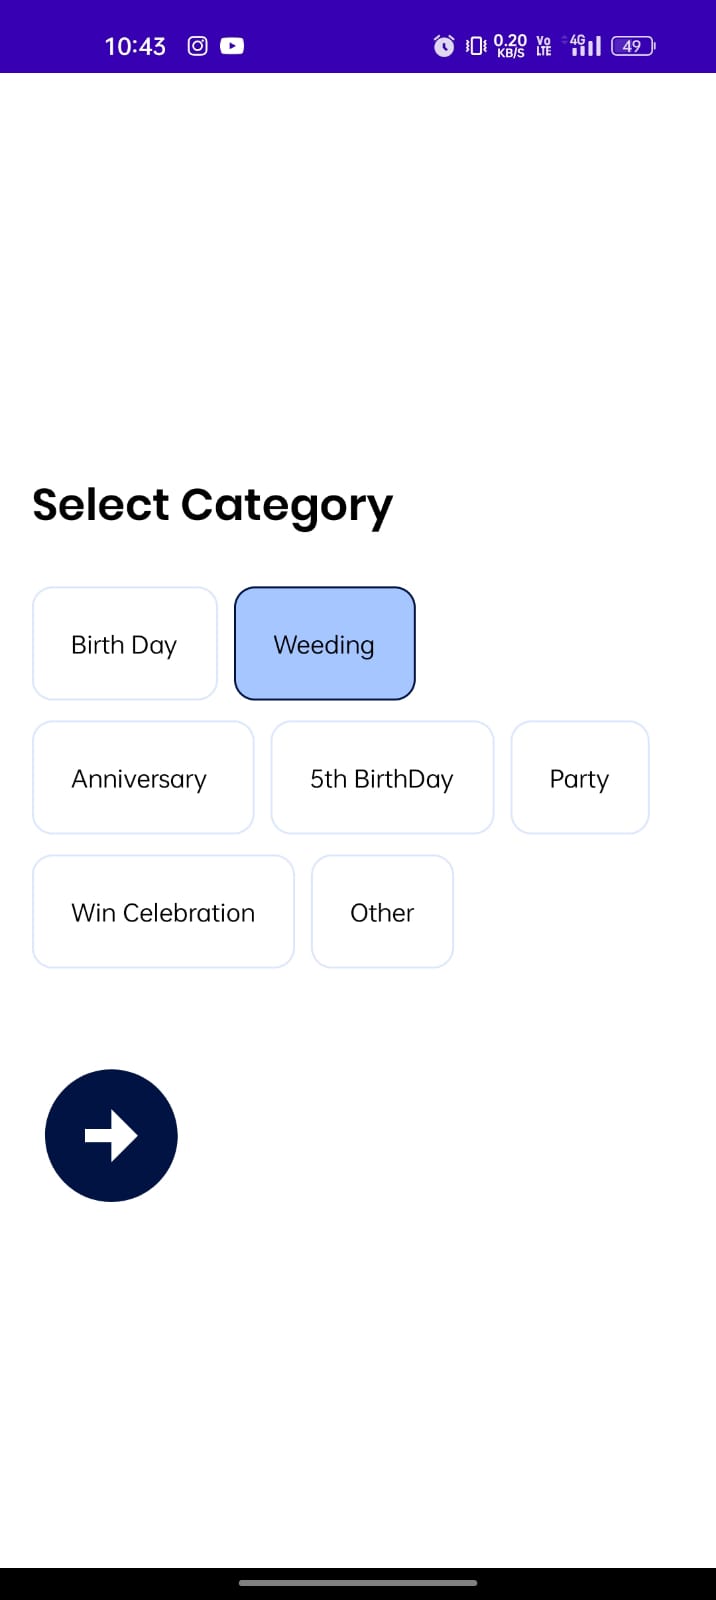 10:43 0.20 KB/S Vo LTE 4G 49
Select Category
Birth Day Weeding
Anniversary 5th BirthDay Party
Win Celebration Other